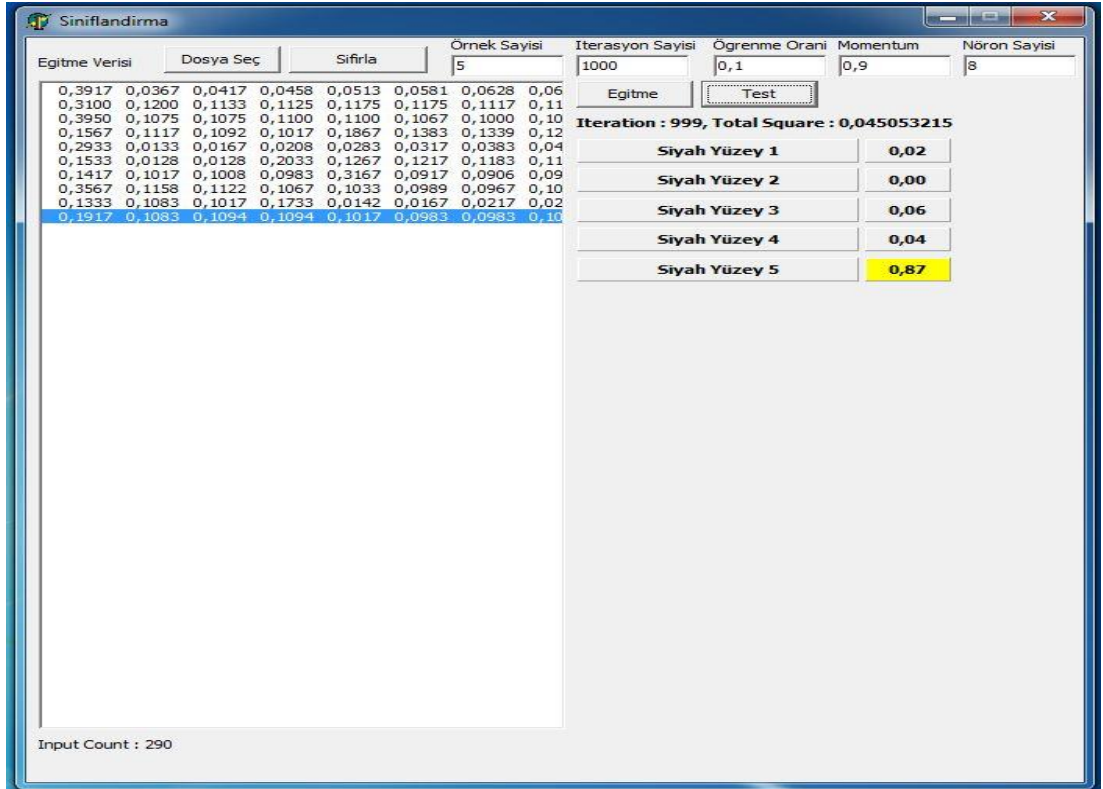 Siniflandirma
Egitme Verisi
Dosya Seç
Sifirla
Örnek Sayisi
5
Iterasyon Sayisi
1000
Ögrenme Orani
0,1
Momentum
0,9
Nöron Sayisi
8
Egitme
Test
0,3917 0,0367 0,0417 0,0458 0,0513 0,0581 0,0628 0,06
0,3100 0,1200 0,1133 0,1125 0,1175 0,1175 0,1117 0,11
0,3950 0,1075 0,1075 0,1100 0,1100 0,1067 0,1000 0,10
0,1567 0,1117 0,1092 0,1017 0,1867 0,1383 0,1339 0,12
0,2933 0,0133 0,0167 0,0208 0,0283 0,0317 0,0383 0,04
0,1533 0,0128 0,0128 0,2033 0,1267 0,1217 0,1183 0,11
0,1417 0,1017 0,1008 0,0983 0,3167 0,0917 0,0906 0,09
0,3567 0,1158 0,1122 0,1067 0,1033 0,0989 0,0967 0,10
0,1333 0,1083 0,1017 0,1733 0,0142 0,0167 0,0217 0,02
0,1917 0,1083 0,1094 0,1094 0,1017 0,0983 0,0983 0,10
Iteration : 999, Total Square : 0,045053215
Siyah Yüzey 1 0,02
Siyah Yüzey 2 0,00
Siyah Yüzey 3 0,06
Siyah Yüzey 4 0,04
Siyah Yüzey 5 0,87
Input Count : 290